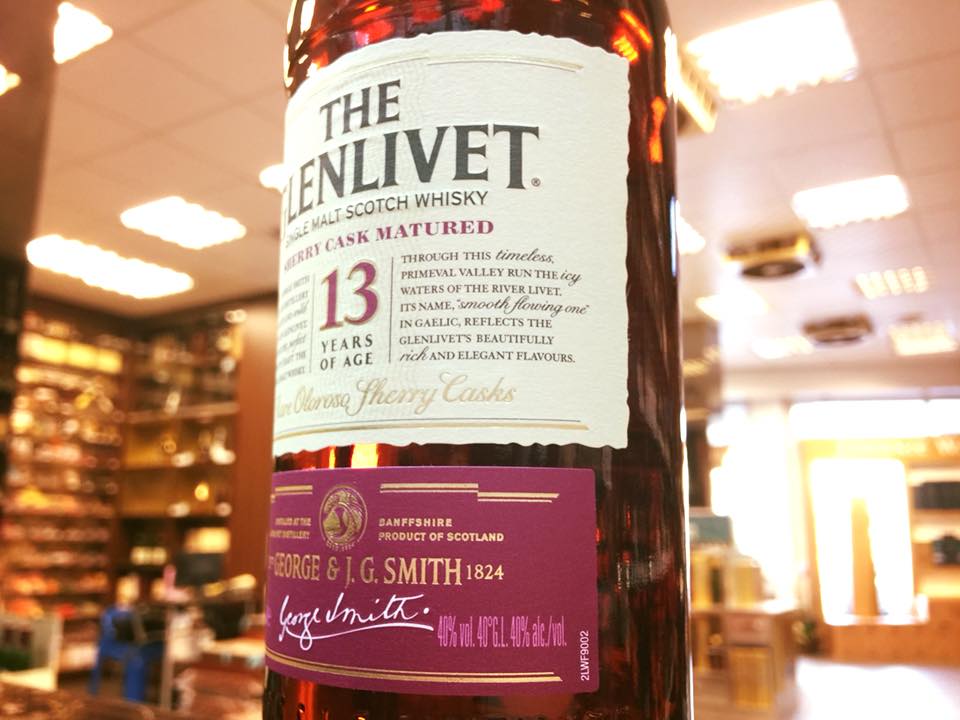 THE
GLENLIVET®
SINGLE MALT SCOTCH WHISKY
SHERRY CASK MATURED
13
YEARS
OF AGE
THROUGH THIS timeless,
PRIMEVAL VALLEY RUN THE icy
WATERS OF THE RIVER LIVET.
ITS NAME, "smooth flowing one"
IN GAELIC, REFLECTS THE
GLENLIVET'S BEAUTIFULLY
rich AND ELEGANT FLAVOURS.
Oloroso Sherry Casks
AT THE
DISTILLERY
BANFFSHIRE
PRODUCT OF SCOTLAND
GEORGE & J. G. SMITH 1824
George Smith.
40% vol. 40°G.L. 40% alc./vol.
2LWF9002